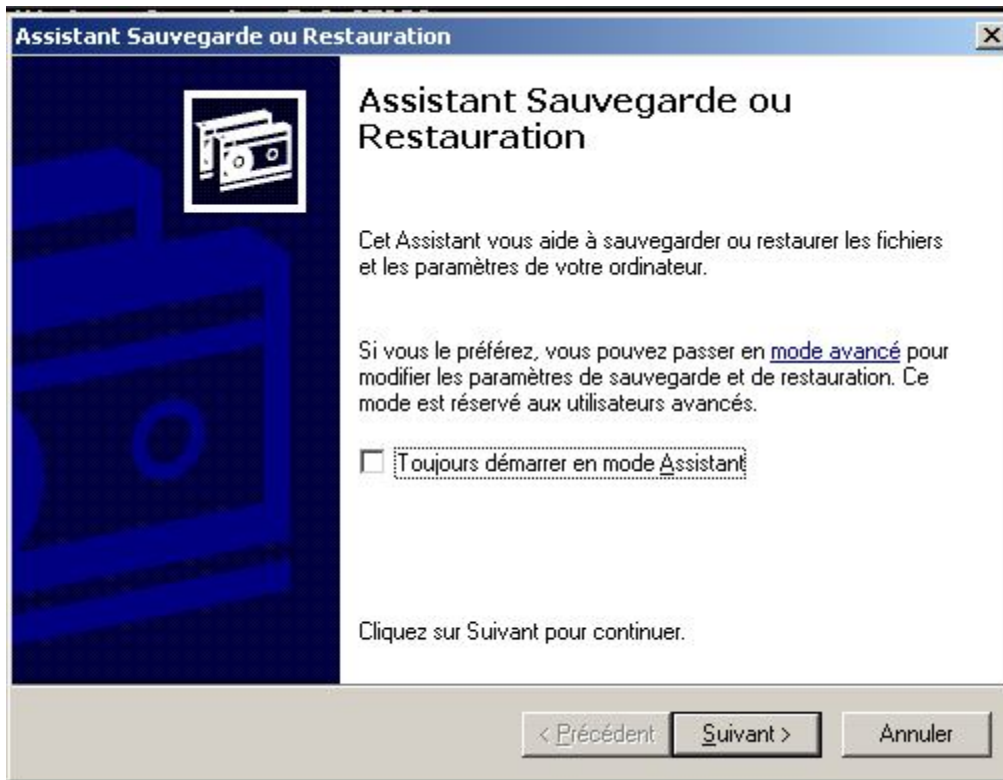 Assistant Sauvegarde ou Restauration
Assistant Sauvegarde ou
Restauration
Cet Assistant vous aide à sauvegarder ou restaurer les fichiers
et les paramètres de votre ordinateur.
Si vous le préférez, vous pouvez passer en mode avancé pour
modifier les paramètres de sauvegarde et de restauration. Ce
mode est réservé aux utilisateurs avancés.
Toujours démarrer en mode Assistant
Cliquez sur Suivant pour continuer.
< Précédent Suivant > Annuler